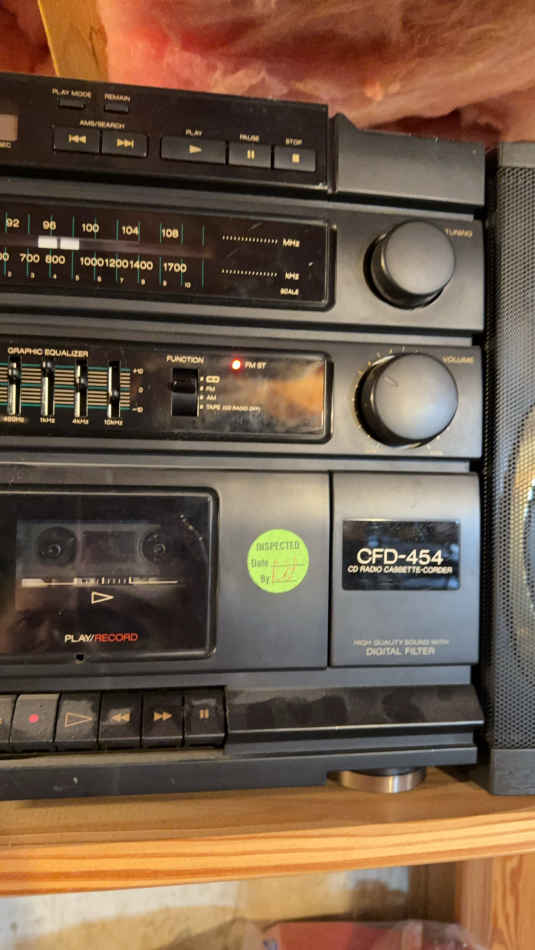 PLAY MODE REMAIN
AMS/SEARCH
PLAY PAUSE STOP
SEC
TUNING
92 96 100 104 108 MHz
700 800 1000 1200 1400 1700 kHz
SCALE
GRAPHIC EQUALIZER
+10
0
-10
400Hz 1kHz 4kHz 10kHz
FUNCTION
CD
FM
AM
TAPE (CD RADIO OFF)
FM ST
VOLUME
INSPECTED
Date
By
PLAY/RECORD
CFD-454
CD RADIO CASSETTE-CORDER
HIGH QUALITY SOUND WITH
DIGITAL FILTER